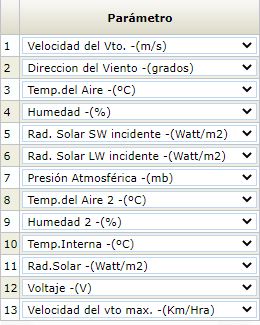 Parámetro
1 Velocidad del Vto. -(m/s)
2 Direccion del Viento -(grados)
3 Temp.del Aire -(ºC)
4 Humedad -(%)
5 Rad. Solar SW incidente -(Watt/m2)
6 Rad. Solar LW incidente -(Watt/m2)
7 Presión Atmosférica -(mb)
8 Temp.del Aire 2 -(ºC)
9 Humedad 2 -(%)
10 Temp.Interna -(ºC)
11 Rad.Solar -(Watt/m2)
12 Voltaje -(V)
13 Velocidad del vto max. -(Km/Hra)